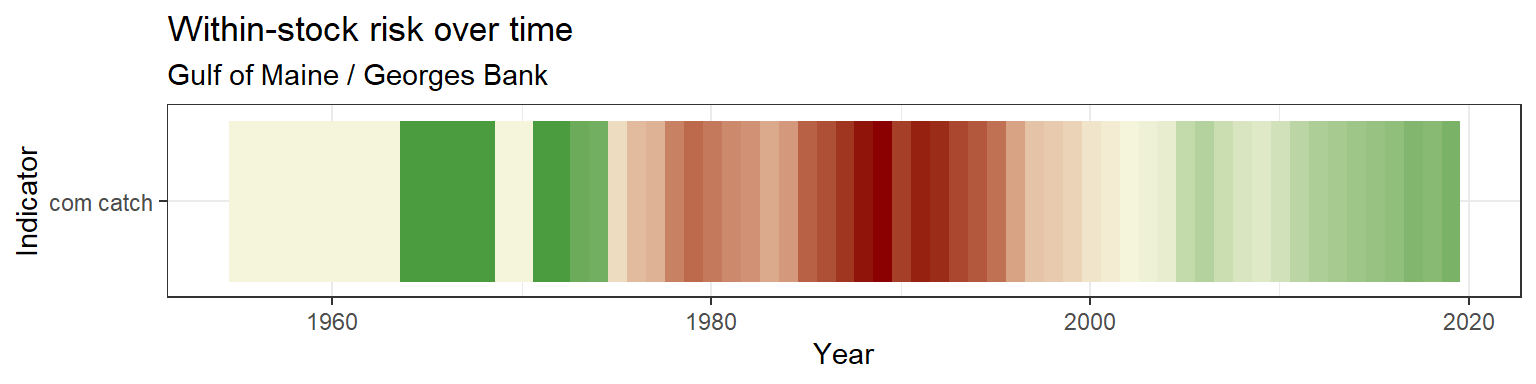 Within-stock risk over time
Gulf of Maine / Georges Bank
Indicator
com catch
1960 1980 2000 2020
Year